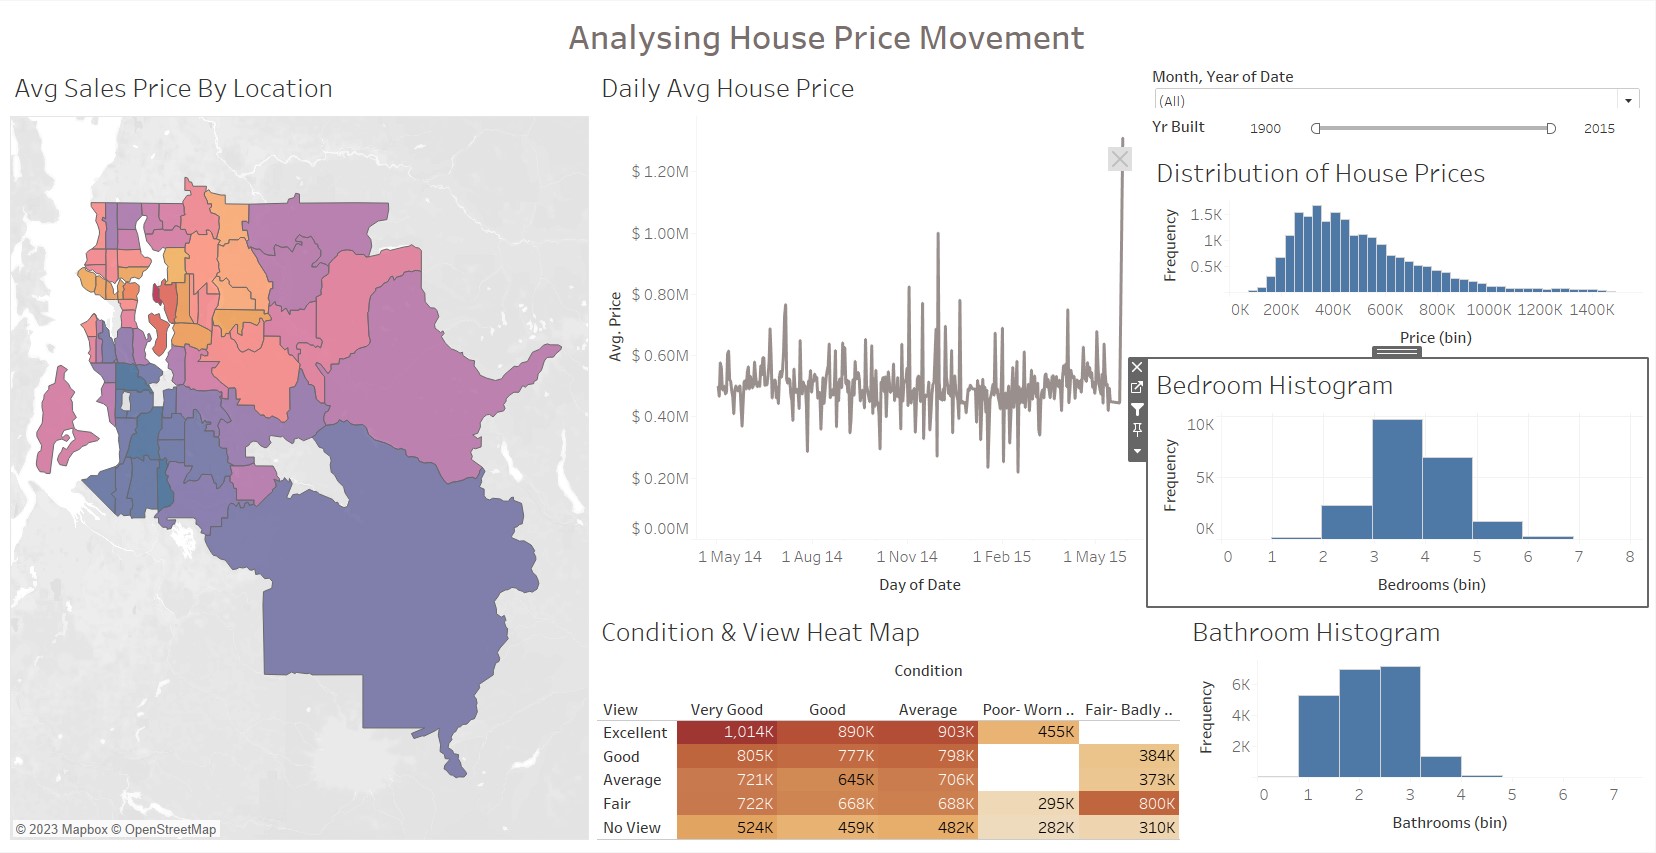 Analysing House Price Movement
Avg Sales Price By Location
© 2023 Mapbox © OpenStreetMap
Daily Avg House Price
Avg. Price
$ 1.20M
$ 1.00M
$ 0.80M
$ 0.60M
$ 0.40M
$ 0.20M
$ 0.00M
1 May 14 1 Aug 14 1 Nov 14 1 Feb 15 1 May 15
Day of Date
Condition & View Heat Map
Condition
View Very Good Good Average Poor- Worn .. Fair- Badly ..
Excellent 1,014K 890K 903K 455K
Good 805K 777K 798K 384K
Average 721K 645K 706K 373K
Fair 722K 668K 688K 295K 800K
No View 524K 459K 482K 282K 310K
Month, Year of Date
(All)
Yr Built 1900 2015
Distribution of House Prices
Frequency
1.5K
1K
0.5K
0K 200K 400K 600K 800K 1000K 1200K 1400K
Price (bin)
Bedroom Histogram
Frequency
10K
5K
0K
0 1 2 3 4 5 6 7 8
Bedrooms (bin)
Bathroom Histogram
Frequency
6K
4K
2K
0 1 2 3 4 5 6 7
Bathrooms (bin)